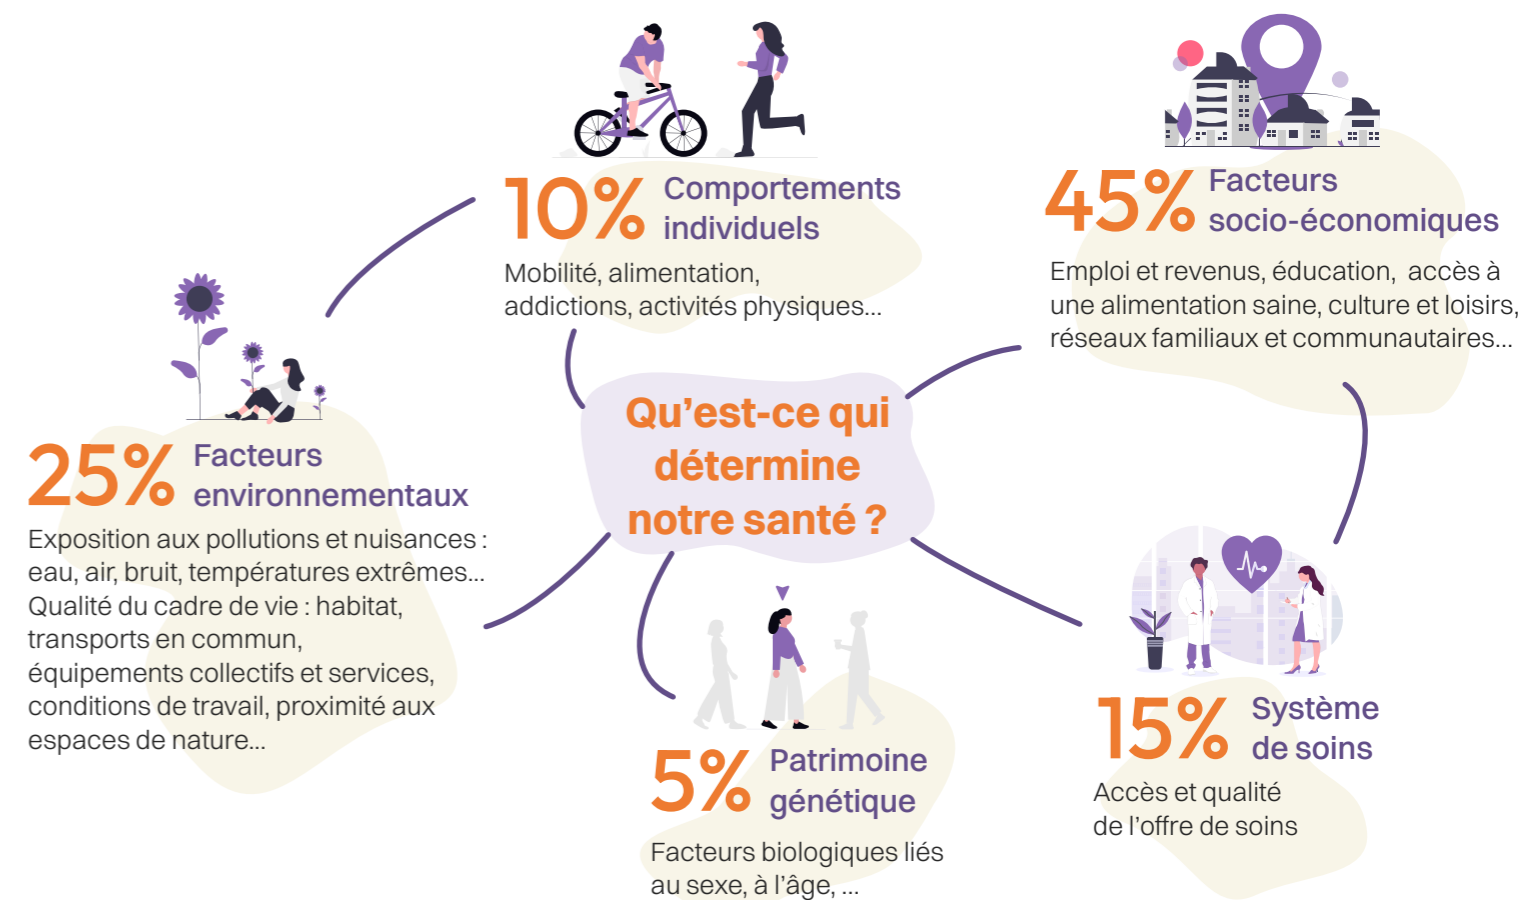 10% Comportements
individuels
Mobilité, alimentation,
addictions, activités physiques...
45% Facteurs
socio-économiques
Emploi et revenus, éducation, accès à
une alimentation saine, culture et loisirs,
réseaux familiaux et communautaires...
Qu’est-ce qui
détermine
notre santé ?
25% Facteurs
environnementaux
Exposition aux pollutions et nuisances :
eau, air, bruit, températures extrêmes...
Qualité du cadre de vie : habitat,
transports en commun,
équipements collectifs et services,
conditions de travail, proximité aux
espaces de nature...
5% Patrimoine
génétique
Facteurs biologiques liés
au sexe, à l’âge, ...
15% Système
de soins
Accès et qualité
de l’offre de soins